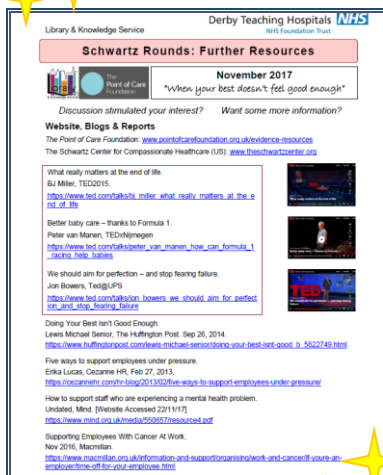 Library & Knowledge Service
Derby Teaching Hospitals NHS
NHS Foundation Trust
Schwartz Rounds: Further Resources
The
Point of Care
Foundation
November 2017
"When your best doesn't feel good enough"
Discussion stimulated your interest? Want some more information?
Website, Blogs & Reports
The Point of Care Foundation: www.pointofcarefoundation.org.uk/evidence-resources
The Schwartz Center for Compassionate Healthcare (US): www.theschwartzcenter.org
What really matters at the end of life.
BJ Miller, TED2015.
https://www.ted.com/talks/bj_miller_what_really_matters_at_the_e
nd_of_life
Better baby care – thanks to Formula 1.
Peter van Manen, TEDxNijmegen
https://www.ted.com/talks/peter_van_manen_how_can_formula_1
_racing_help_babies
We should aim for perfection – and stop fearing failure.
Jon Bowers, Ted@UPS
https://www.ted.com/talks/jon_bowers_we_should_aim_for_perfect
ion_and_stop_fearing_failure
TED
Doing Your Best Isn't Good Enough.
Lewis Michael Senior, The Huffington Post. Sep 26, 2014.
https://www.huffingtonpost.com/lewis-michael-senior/doing-your-best-isnt-good_b_5622749.html
Five ways to support employees under pressure.
Erika Lucas, Cezanne HR, Feb 27, 2013.
https://cezannehr.com/hr-blog/2013/02/five-ways-to-support-employees-under-pressure/
How to support staff who are experiencing a mental health problem.
Undated, Mind. [Website Accessed 22/11/17]
https://www.mind.org.uk/media/550657/resource4.pdf
Supporting Employees With Cancer At Work.
Nov 2016, Macmillan.
https://www.macmillan.org.uk/information-and-support/organising/work-and-cancer/if-youre-an-
employer/time-off-for-your-employee.html